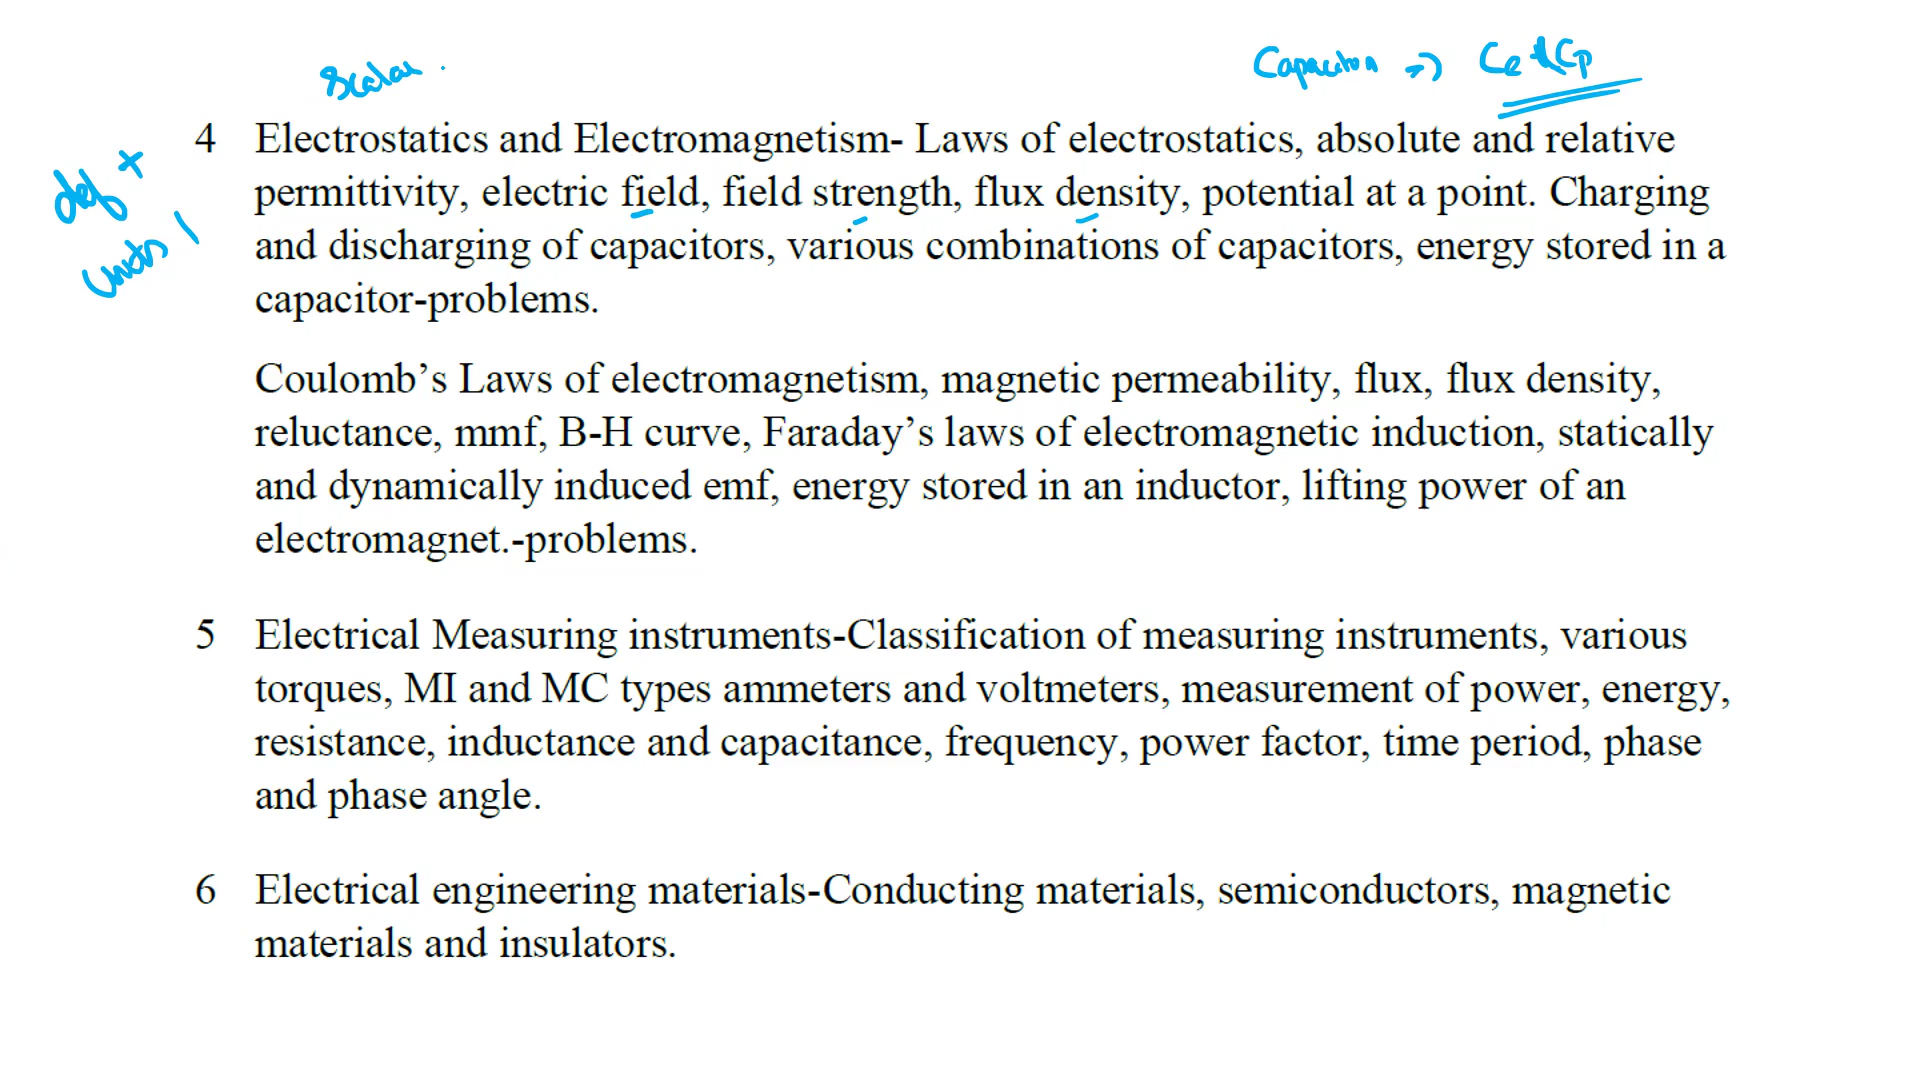 Scalar.
Capacitor → Ce & Cp
4 Electrostatics and Electromagnetism- Laws of electrostatics, absolute and relative
def +
permittivity, electric field, field strength, flux density, potential at a point. Charging
units
and discharging of capacitors, various combinations of capacitors, energy stored in a
capacitor-problems.
Coulomb’s Laws of electromagnetism, magnetic permeability, flux, flux density,
reluctance, mmf, B-H curve, Faraday’s laws of electromagnetic induction, statically
and dynamically induced emf, energy stored in an inductor, lifting power of an
electromagnet.-problems.
5 Electrical Measuring instruments-Classification of measuring instruments, various
torques, MI and MC types ammeters and voltmeters, measurement of power, energy,
resistance, inductance and capacitance, frequency, power factor, time period, phase
and phase angle.
6 Electrical engineering materials-Conducting materials, semiconductors, magnetic
materials and insulators.